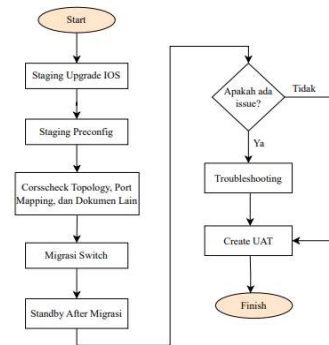 Start
Staging Upgrade IOS
Staging Preconfig
Corsscheck Topology, Port
Mapping, dan Dokumen Lain
Migrasi Switch
Standby After Migrasi
Apakah ada
issue?
Tidak
Ya
Troubleshooting
Create UAT
Finish